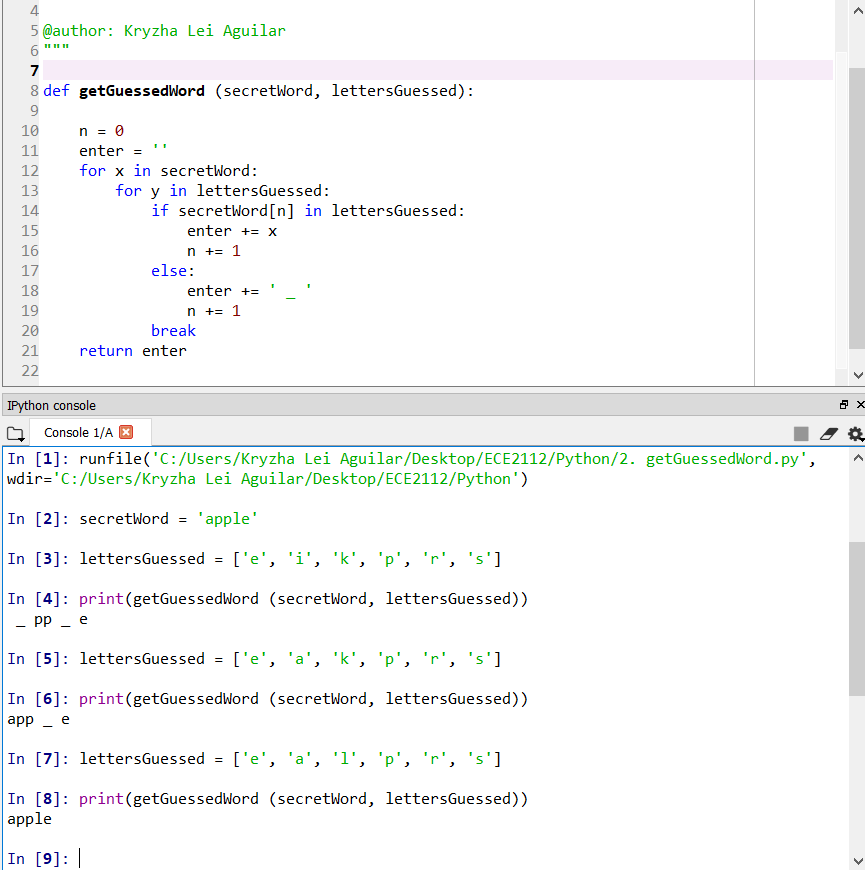 4
5 @author: Kryzha Lei Aguilar
6 """
7
8 def getGuessedWord (secretWord, lettersGuessed):
9
10     n = 0
11     enter = ''
12     for x in secretWord:
13         for y in lettersGuessed:
14             if secretWord[n] in lettersGuessed:
15                 enter += x
16                 n += 1
17             else:
18                 enter += ' _ '
19                 n += 1
20             break
21     return enter
22
IPython console
Console 1/A
In [1]: runfile('C:/Users/Kryzha Lei Aguilar/Desktop/ECE2112/Python/2. getGuessedWord.py',
wdir='C:/Users/Kryzha Lei Aguilar/Desktop/ECE2112/Python')
In [2]: secretWord = 'apple'
In [3]: lettersGuessed = ['e', 'i', 'k', 'p', 'r', 's']
In [4]: print(getGuessedWord (secretWord, lettersGuessed))
 _ pp _ e
In [5]: lettersGuessed = ['e', 'a', 'k', 'p', 'r', 's']
In [6]: print(getGuessedWord (secretWord, lettersGuessed))
app _ e
In [7]: lettersGuessed = ['e', 'a', 'l', 'p', 'r', 's']
In [8]: print(getGuessedWord (secretWord, lettersGuessed))
apple
In [9]: